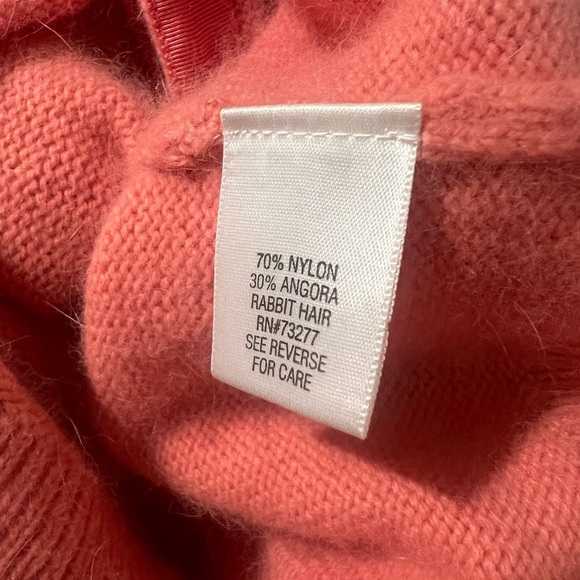 70% NYLON
30% ANGORA
RABBIT HAIR
RN#73277
SEE REVERSE
FOR CARE